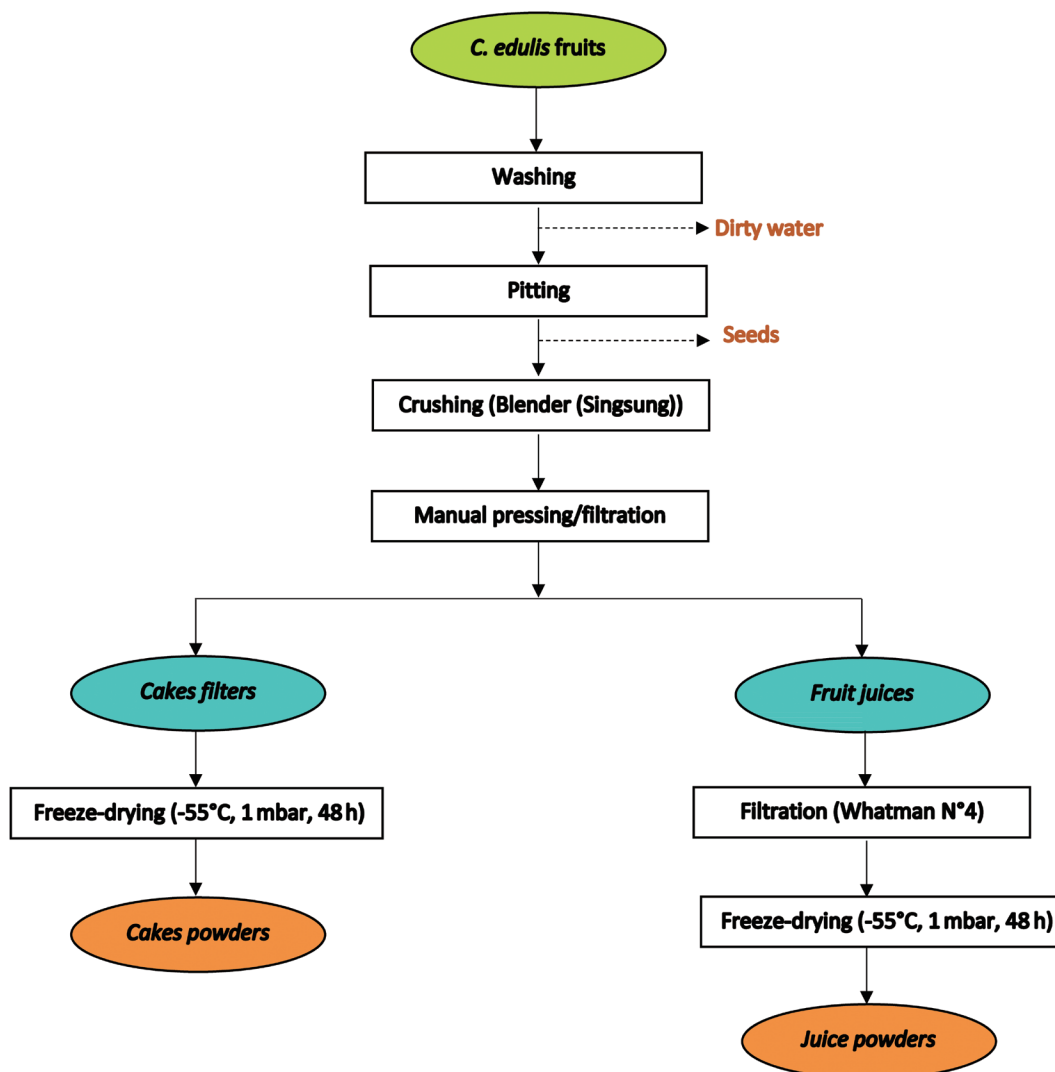 C. edulis fruits
Washing
Dirty water
Pitting
Seeds
Crushing (Blender (Singsung))
Manual pressing/filtration
Cakes filters
Fruit juices
Freeze-drying (-55°C, 1 mbar, 48 h)
Filtration (Whatman N°4)
Cakes powders
Freeze-drying (-55°C, 1 mbar, 48 h)
Juice powders